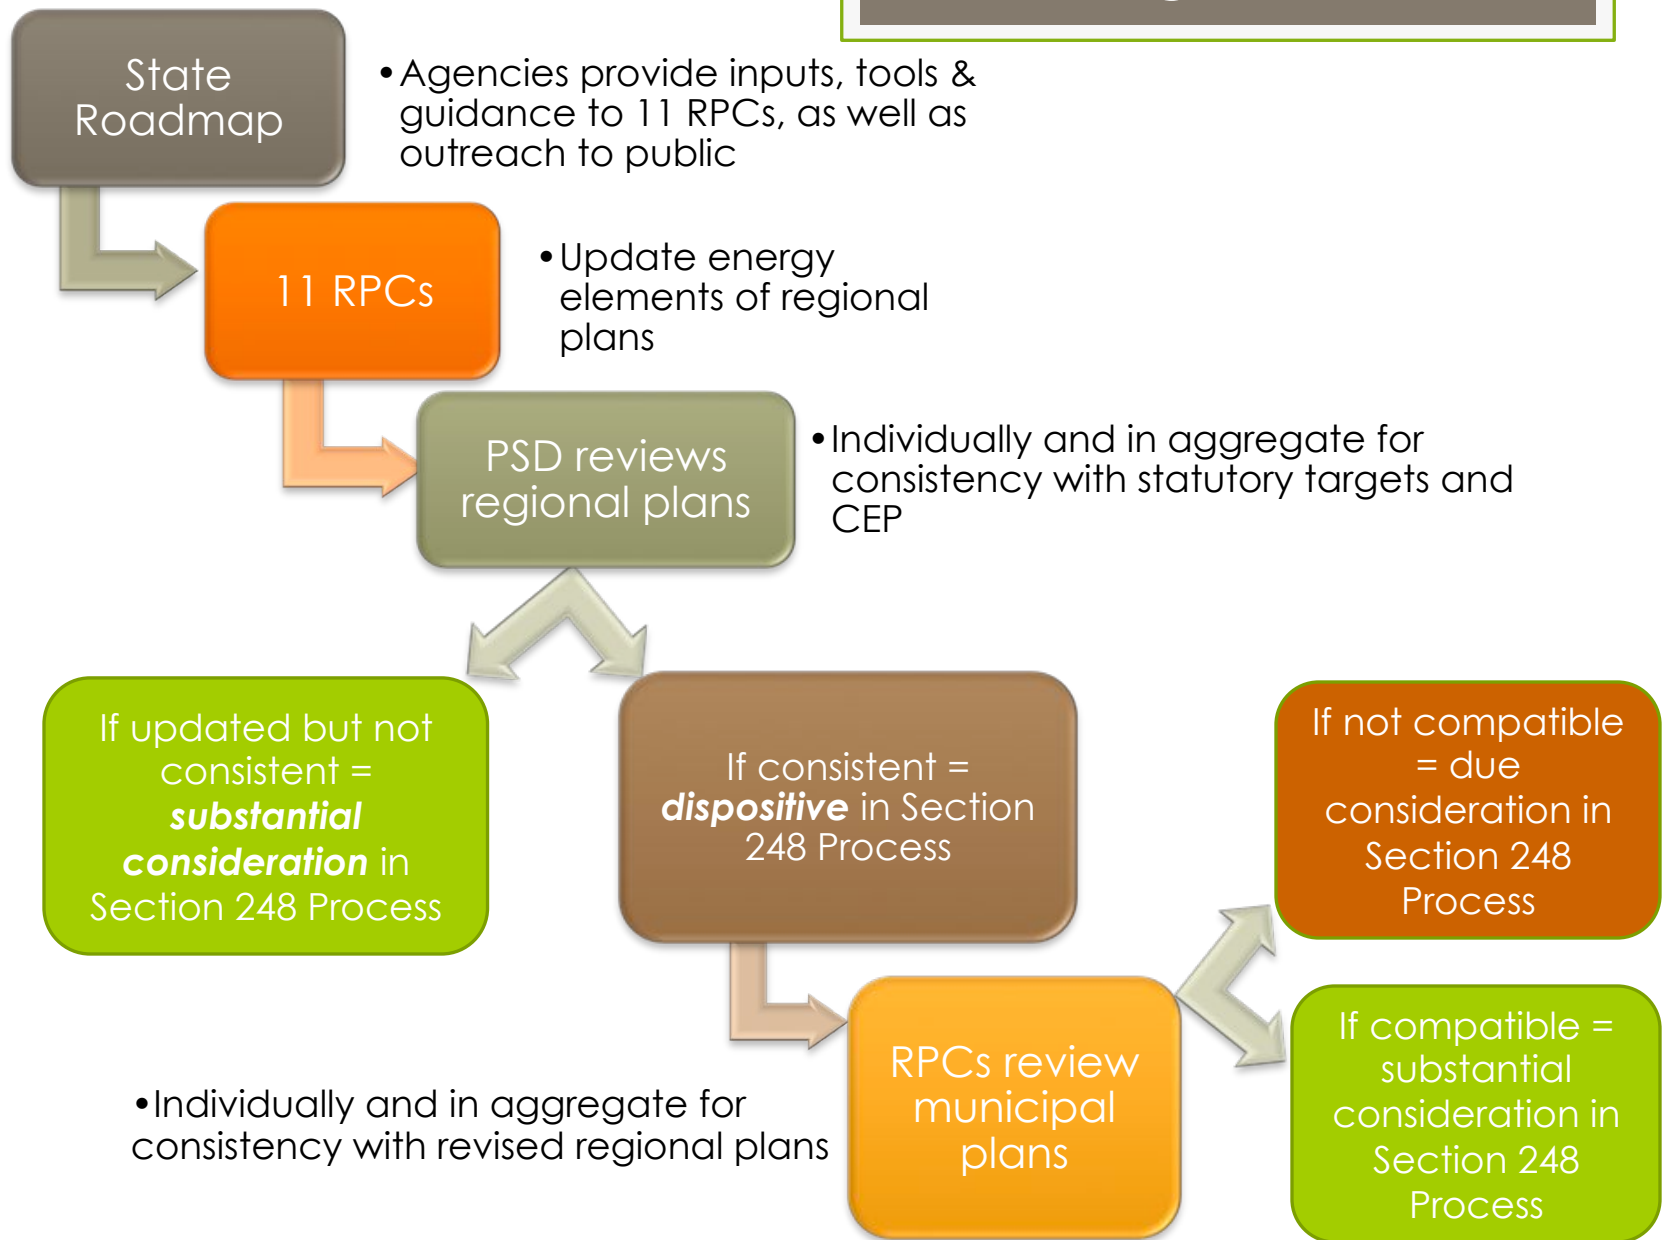 State
Roadmap
•Agencies provide inputs, tools &
guidance to 11 RPCs, as well as
outreach to public
11 RPCs
•Update energy
elements of regional
plans
PSD reviews
regional plans
•Individually and in aggregate for
consistency with statutory targets and
CEP
If updated but not
consistent =
substantial
consideration in
Section 248 Process
If consistent =
dispositive in Section
248 Process
If not compatible
= due
consideration in
Section 248
Process
RPCs review
municipal
plans
•Individually and in aggregate for
consistency with revised regional plans
If compatible =
substantial
consideration in
Section 248
Process